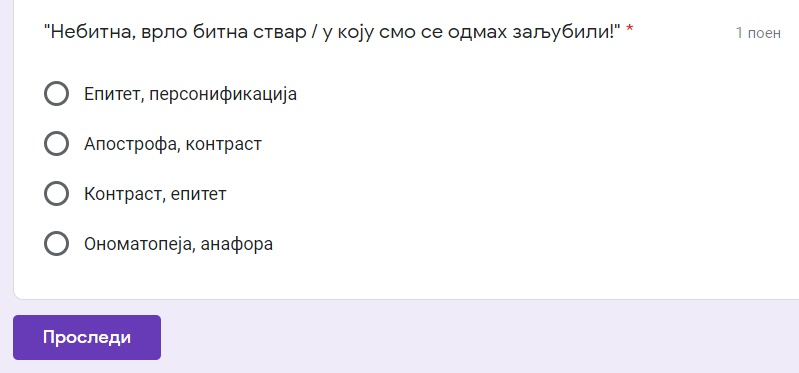 "Небитна, врло битна ствар / у коју смо се одмах заљубили!" * 1 поен
Епитет, персонификација
Апострофа, контраст
Контраст, епитет
Ономатопеја, анафора
Проследи